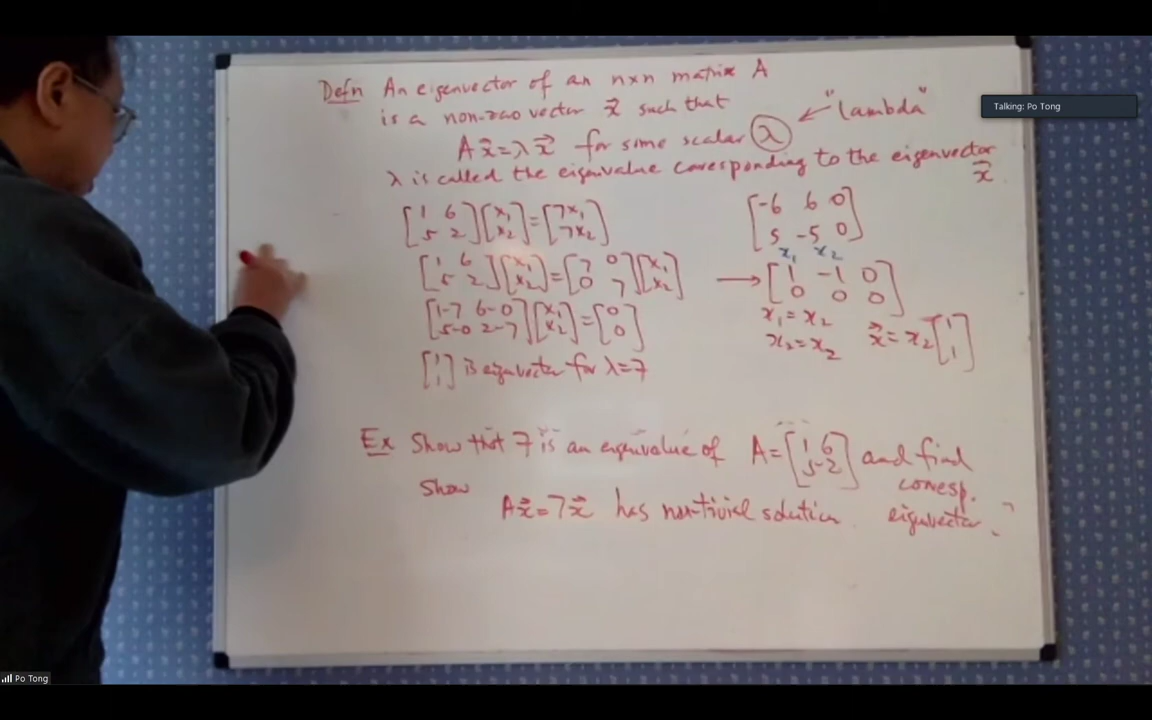 Defn An eigenvector of an n×n matrix A
is a non-zero vector x⃗ such that
Ax⃗ = λx⃗ for some scalar λ ← "lambda"
λ is called the eigenvalue corresponding to the eigenvector x⃗
[1 6; 5 2][x₁; x₂] = [7x₁; 7x₂]
[1 6; 5 2][x₁; x₂] = [7 0; 0 7][x₁; x₂]
[1-7 6-0; 5-0 2-7][x₁; x₂] = [0; 0]
[1; 1] is eigenvector for λ=7
[-6 6 0; 5 -5 0]
x₁ x₂
→ [1 -1 0; 0 0 0]
x₁ = x₂
x₂ = x₂
x⃗ = x₂[1; 1]
Ex Show that 7 is an eigenvalue of A = [1 6; 5 2] and find
corresp.
eigenvector
Show Ax⃗ = 7x⃗ has non-trivial solution
Talking: Po Tong
Po Tong